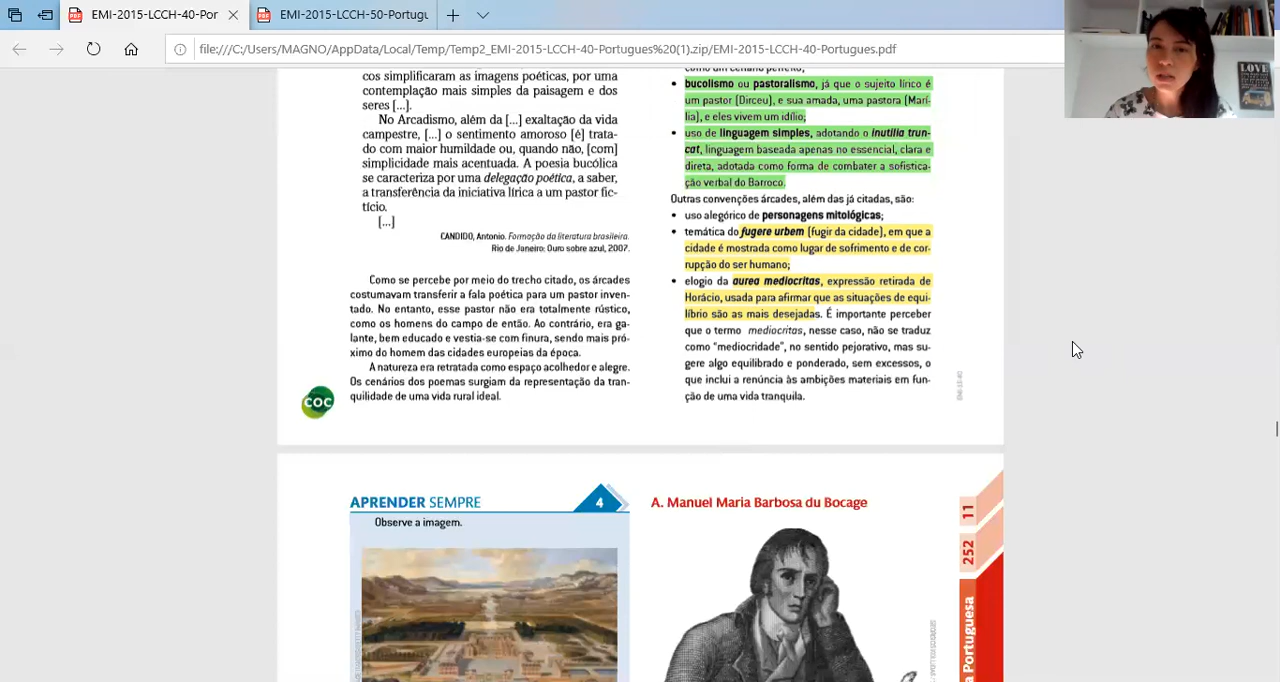 EMI-2015-LCCH-40-Por
EMI-2015-LCCH-50-Portugu
file:///C:/Users/MAGNO/AppData/Local/Temp/Temp2_EMI-2015-LCCH-40-Portugues%20(1).zip/EMI-2015-LCCH-40-Portugues.pdf
LOVE
cos simplificaram as imagens poéticas, por uma
contemplação mais simples da paisagem e dos
seres [...].
No Arcadismo, além da [...] exaltação da vida
campestre, [...] o sentimento amoroso [é] trata-
do com maior humildade ou, quando não, [com]
simplicidade mais acentuada. A poesia bucólica
se caracteriza por uma delegação poética, a saber,
a transferência da iniciativa lírica a um pastor fic-
tício.
[...]
CANDIDO, Antonio. Formação da literatura brasileira.
Rio de Janeiro: Ouro sobre azul, 2007.
Como se percebe por meio do trecho citado, os árcades
costumavam transferir a fala poética para um pastor inven-
tado. No entanto, esse pastor não era totalmente rústico,
como os homens do campo de então. Ao contrário, era ga-
lante, bem educado e vestia-se com finura, sendo mais pró-
ximo do homem das cidades europeias da época.
A natureza era retratada como espaço acolhedor e alegre.
Os cenários dos poemas surgiam da representação da tran-
quilidade de uma vida rural ideal.
COC
como um cenário perfeito;
• bucolismo ou pastoralismo, já que o sujeito lírico é
um pastor (Dirceu), e sua amada, uma pastora (Marí-
lia), e eles vivem um idílio;
• uso de linguagem simples, adotando o inutilia trun-
cat, linguagem baseada apenas no essencial, clara e
direta, adotada como forma de combater a sofistica-
ção verbal do Barroco.
Outras convenções árcades, além das já citadas, são:
• uso alegórico de personagens mitológicas;
• temática do fugere urbem (fugir da cidade), em que a
cidade é mostrada como lugar de sofrimento e de cor-
rupção do ser humano;
• elogio da aurea mediocritas, expressão retirada de
Horácio, usada para afirmar que as situações de equi-
líbrio são as mais desejadas. É importante perceber
que o termo mediocritas, nesse caso, não se traduz
como "mediocridade", no sentido pejorativo, mas su-
gere algo equilibrado e ponderado, sem excessos, o
que inclui a renúncia às ambições materiais em fun-
ção de uma vida tranquila.
EMI-15-40
APRENDER SEMPRE
4
Observe a imagem.
A. Manuel Maria Barbosa du Bocage
11
252
a Portuguesa